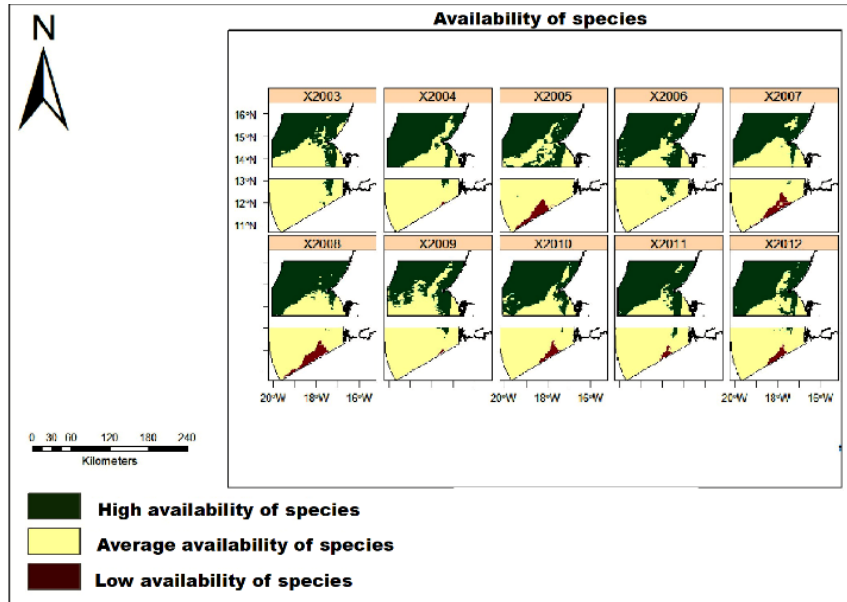 Availability of species
N
X2003 X2004 X2005 X2006 X2007
16°N
15°N
14°N
13°N
12°N
11°N
X2008 X2009 X2010 X2011 X2012
20°W 18°W 16°W 20°W 18°W 16°W 20°W 18°W 16°W
0 30 60 120 180 240
Kilometers
High availability of species
Average availability of species
Low availability of species